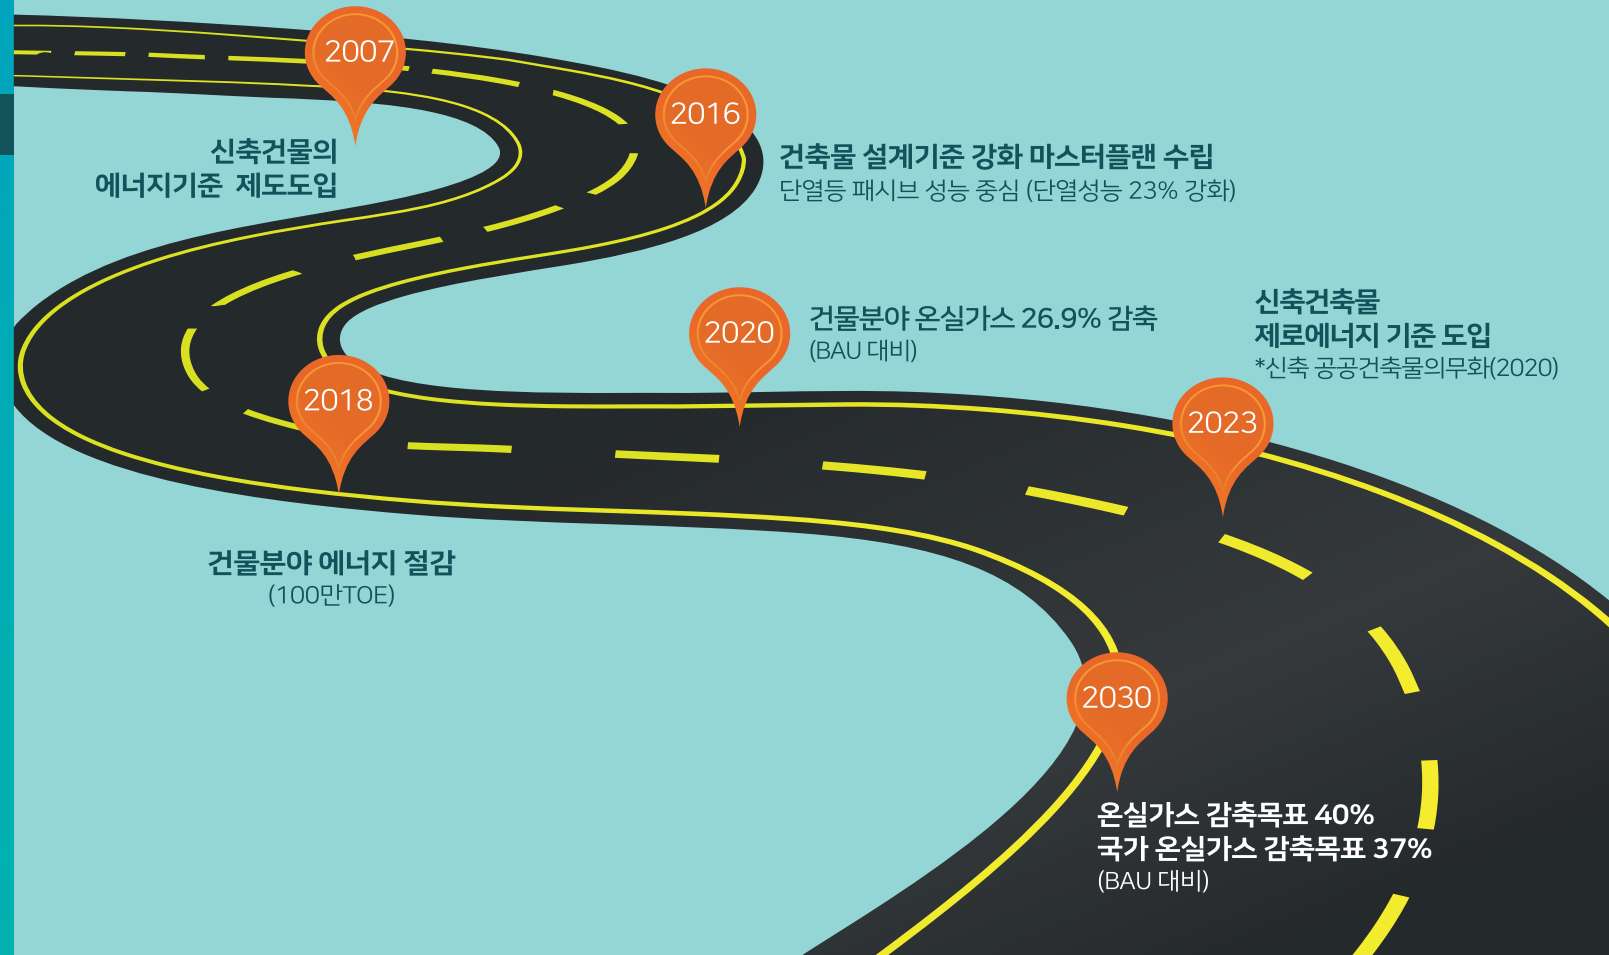 2007
신축건물의
에너지기준 제도도입
2016
건축물 설계기준 강화 마스터플랜 수립
단열등 패시브 성능 중심 (단열성능 23% 강화)
2018
건물분야 에너지 절감
(100만TOE)
2020
건물분야 온실가스 26.9% 감축
(BAU 대비)
2023
신축건축물
제로에너지 기준 도입
*신축 공공건축물의무화(2020)
2030
온실가스 감축목표 40%
국가 온실가스 감축목표 37%
(BAU 대비)